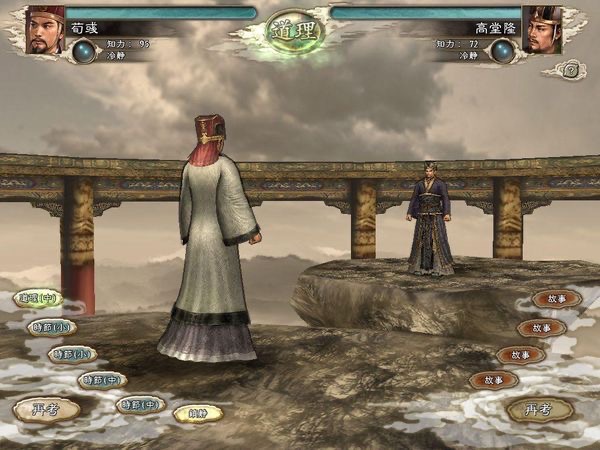 荀彧
知力： 95
冷静
道理
高堂隆
知力： 72
冷静
?
道理(中)
時節(小)
時節(小)
時節(中)
時節(中)
鎮静
再考
故事
故事
故事
故事
再考